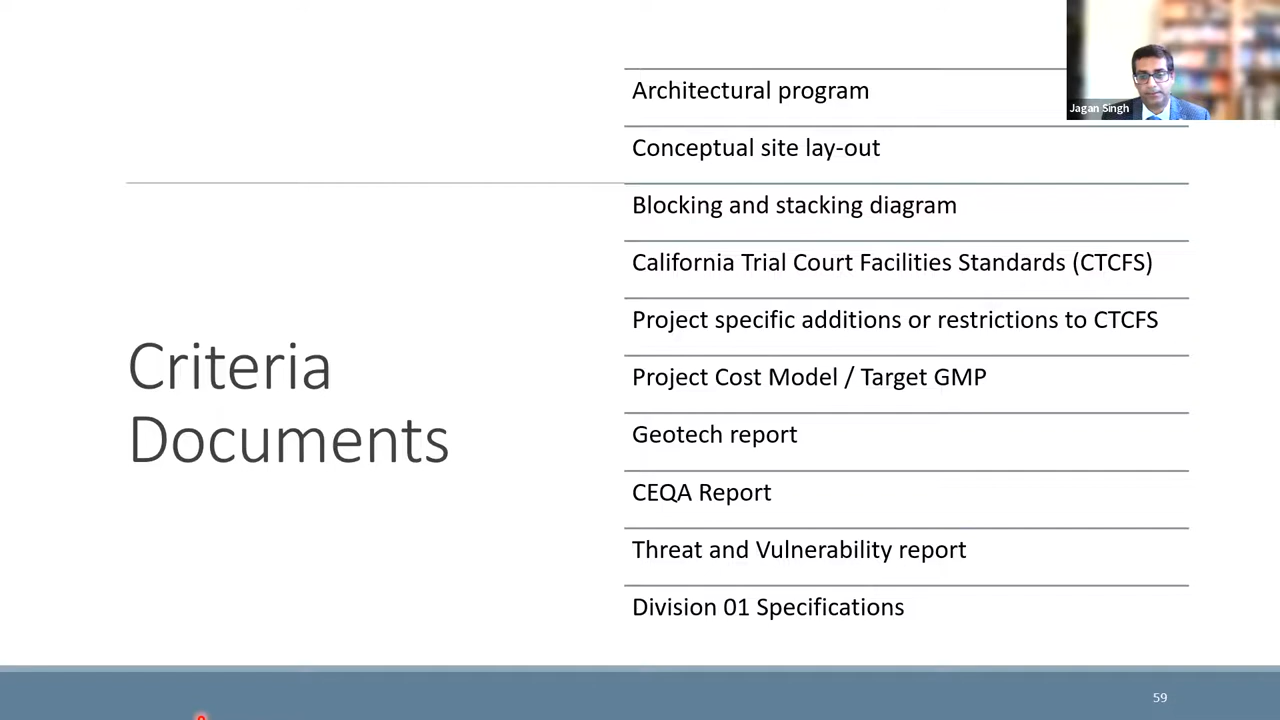 Criteria
Documents
Architectural program
Conceptual site lay-out
Blocking and stacking diagram
California Trial Court Facilities Standards (CTCFS)
Project specific additions or restrictions to CTCFS
Project Cost Model / Target GMP
Geotech report
CEQA Report
Threat and Vulnerability report
Division 01 Specifications
Jagan Singh
59